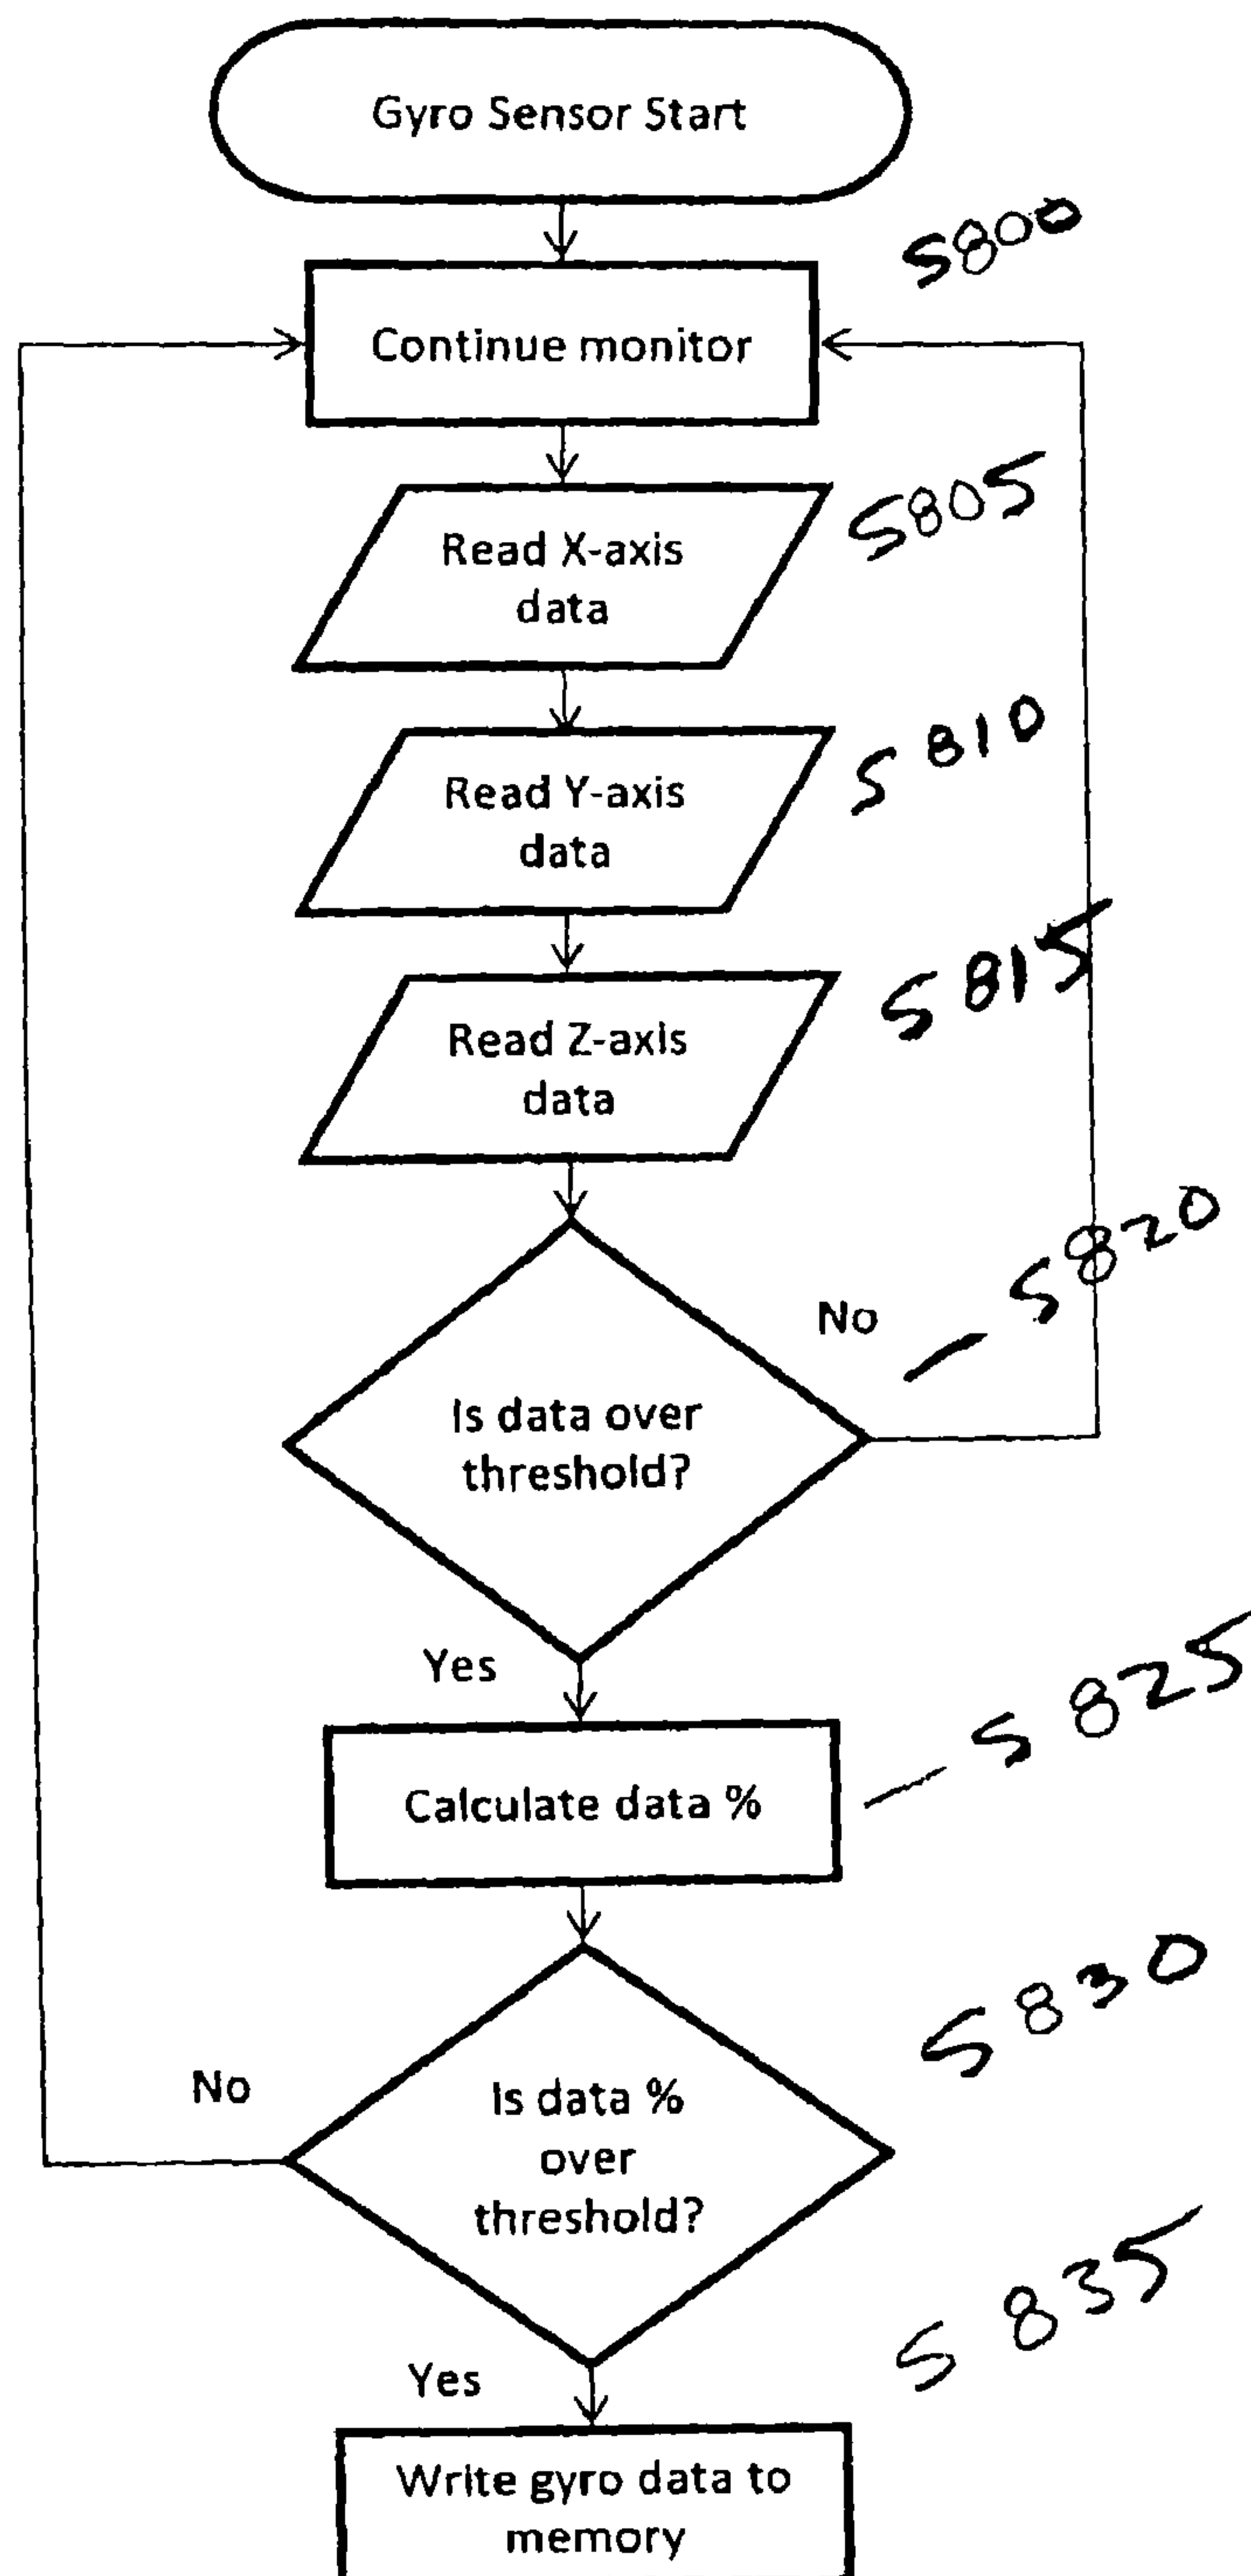 Gyro Sensor Start
S800
Continue monitor
S805
Read X-axis
data
S810
Read Y-axis
data
S815
Read Z-axis
data
S820
No
Is data over
threshold?
Yes
S825
Calculate data %
S830
No
Is data %
over
threshold?
S835
Yes
Write gyro data to
memory